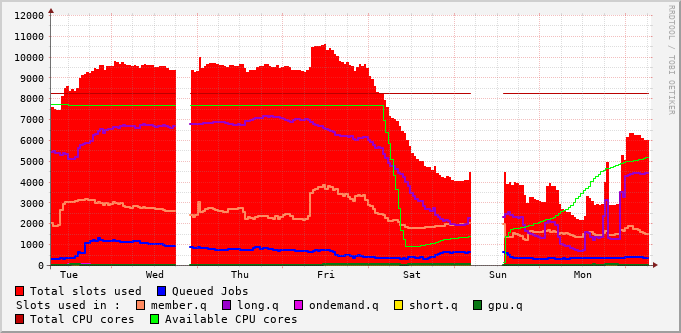 RRDTOOL / TOBI OETIKER
12000
11000
10000
9000
8000
7000
6000
5000
4000
3000
2000
1000
0
Tue Wed Thu Fri Sat Sun Mon
Total slots used Queued Jobs
Slots used in : member.q long.q ondemand.q short.q gpu.q
Total CPU cores Available CPU cores